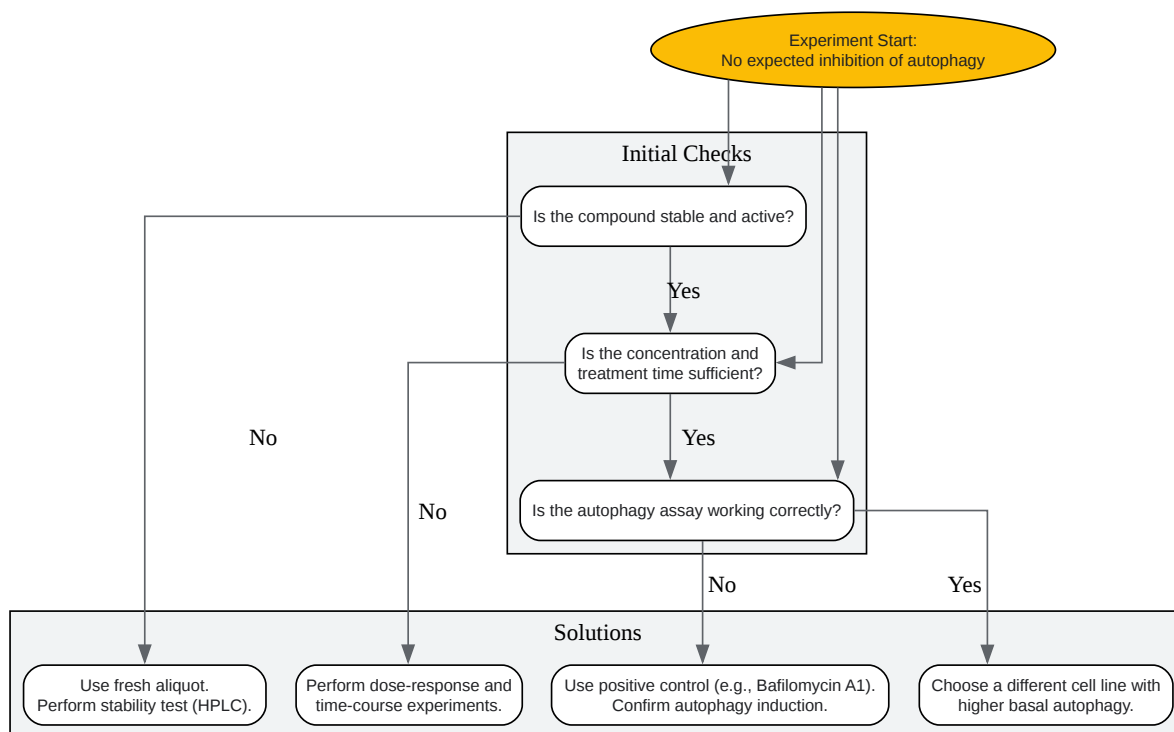 Experiment Start:
No expected inhibition of autophagy
Initial Checks
Is the compound stable and active?
Yes
Is the concentration and
treatment time sufficient?
No
Yes
No
Is the autophagy assay working correctly?
No
Yes
Solutions
Use fresh aliquot.
Perform stability test (HPLC).
Perform dose-response and
time-course experiments.
Use positive control (e.g., Bafilomycin A1).
Confirm autophagy induction.
Choose a different cell line with
higher basal autophagy.